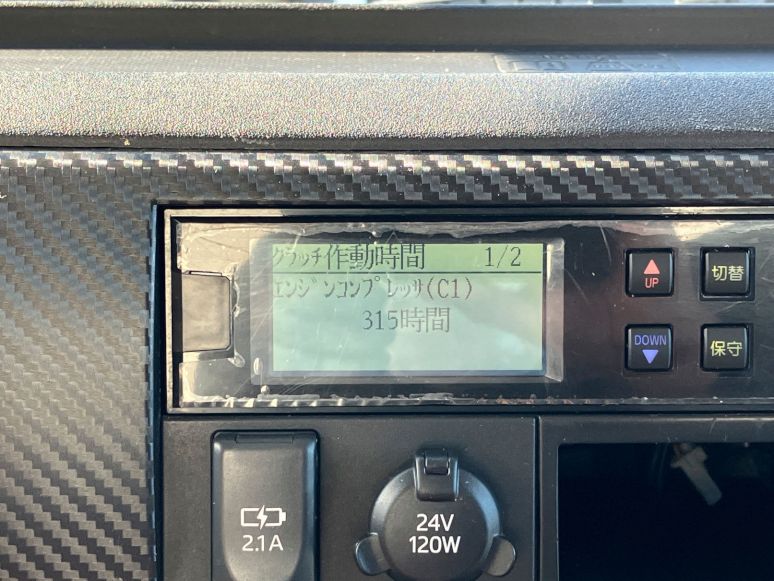 ｸﾗｯﾁ作動時間 1/2
ｴﾝｼﾞﾝｺﾝﾌﾟﾚｯｻ(C1)
315時間
UP
切替
DOWN
保守
2.1A
24V
120W